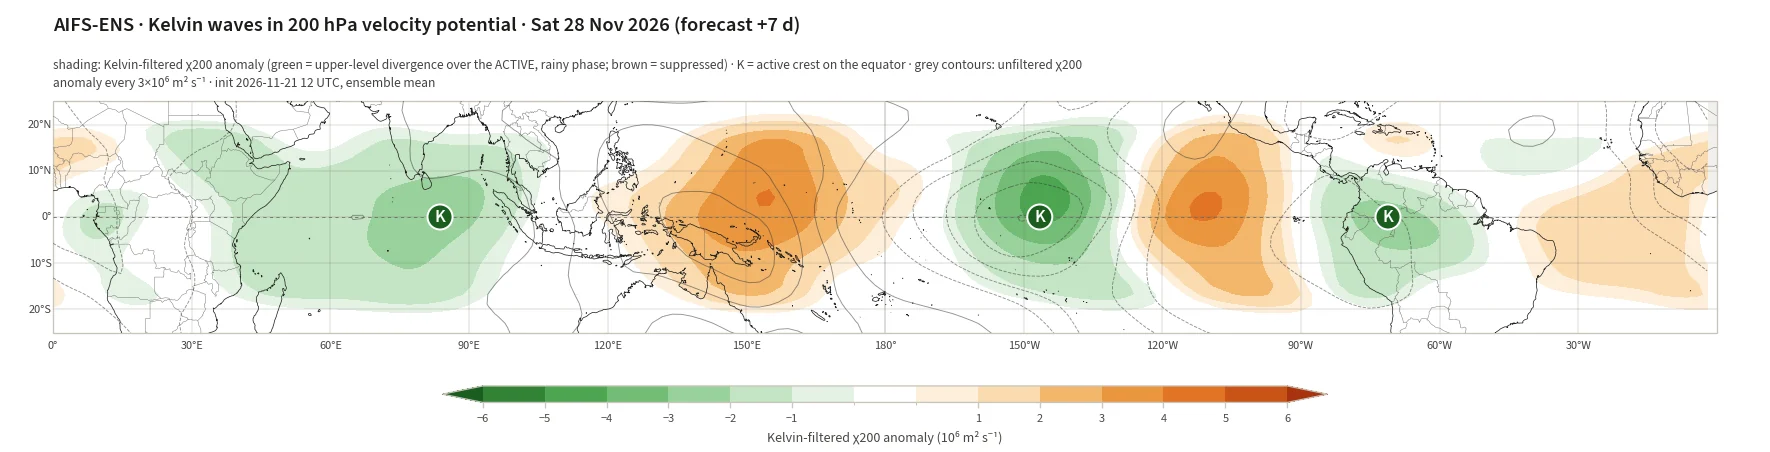 AIFS-ENS · Kelvin waves in 200 hPa velocity potential · Sat 28 Nov 2026 (forecast +7 d)
shading: Kelvin-filtered χ200 anomaly (green = upper-level divergence over the ACTIVE, rainy phase; brown = suppressed) · K = active crest on the equator · grey contours: unfiltered χ200
anomaly every 3×10⁶ m² s⁻¹ · init 2026-11-21 12 UTC, ensemble mean
20°N
10°N
0°
10°S
20°S
K K K
0° 30°E 60°E 90°E 120°E 150°E 180° 150°W 120°W 90°W 60°W 30°W
−6 −5 −4 −3 −2 −1 1 2 3 4 5 6
Kelvin-filtered χ200 anomaly (10⁶ m² s⁻¹)